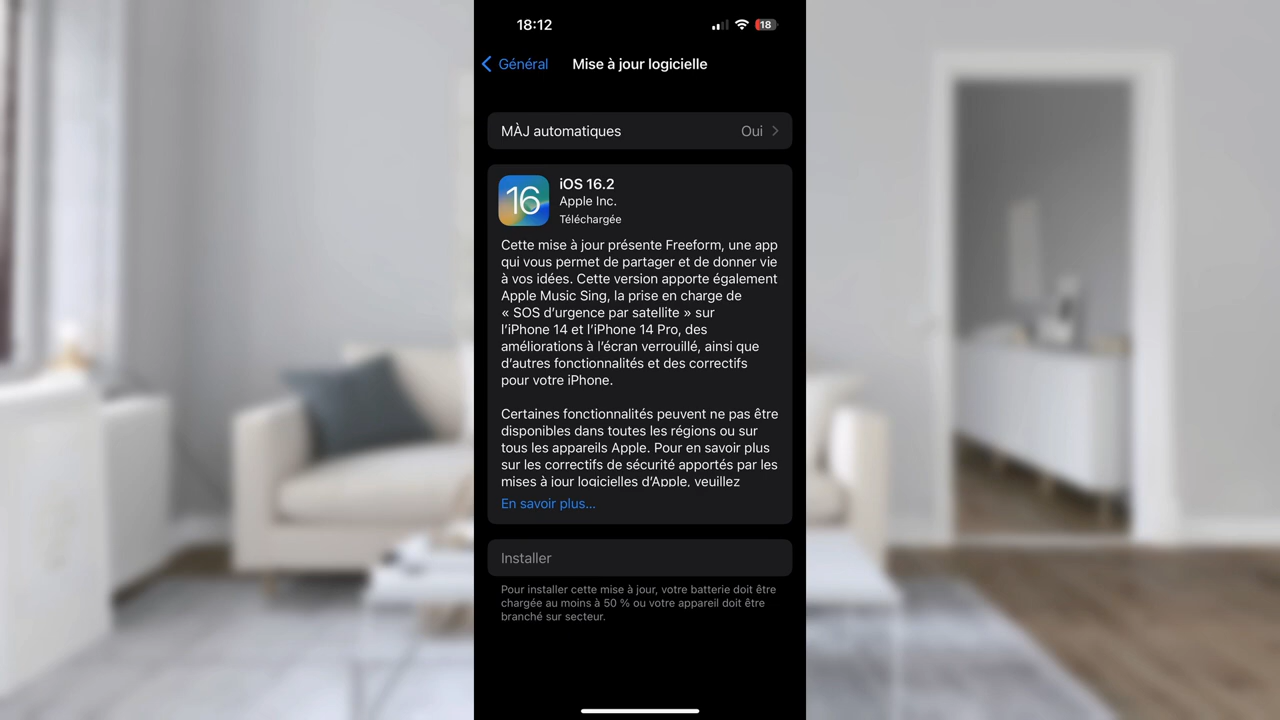 18:12
18
Général
Mise à jour logicielle
MÀJ automatiques
Oui
16
iOS 16.2
Apple Inc.
Téléchargée
Cette mise à jour présente Freeform, une app
qui vous permet de partager et de donner vie
à vos idées. Cette version apporte également
Apple Music Sing, la prise en charge de
« SOS d’urgence par satellite » sur
l’iPhone 14 et l’iPhone 14 Pro, des
améliorations à l’écran verrouillé, ainsi que
d’autres fonctionnalités et des correctifs
pour votre iPhone.
Certaines fonctionnalités peuvent ne pas être
disponibles dans toutes les régions ou sur
tous les appareils Apple. Pour en savoir plus
sur les correctifs de sécurité apportés par les
mises à jour logicielles d’Apple, veuillez
En savoir plus...
Installer
Pour installer cette mise à jour, votre batterie doit être
chargée au moins à 50 % ou votre appareil doit être
branché sur secteur.